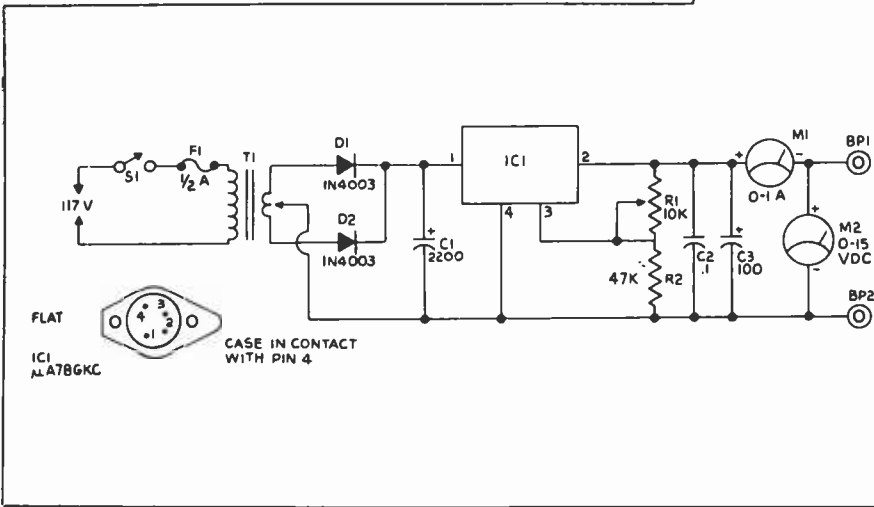 S1
F1
1/2 A
T1
117 V
D1
1N4003
D2
1N4003
+
C1
2200
1
IC1
2
4
3
R1
10K
47K
R2
C2
.1
+
C3
100
+
M1
-
0-1 A
BP1
+
M2
0-15
VDC
-
BP2
FLAT
4
3
2
1
IC1
µA78GKC
CASE IN CONTACT
WITH PIN 4